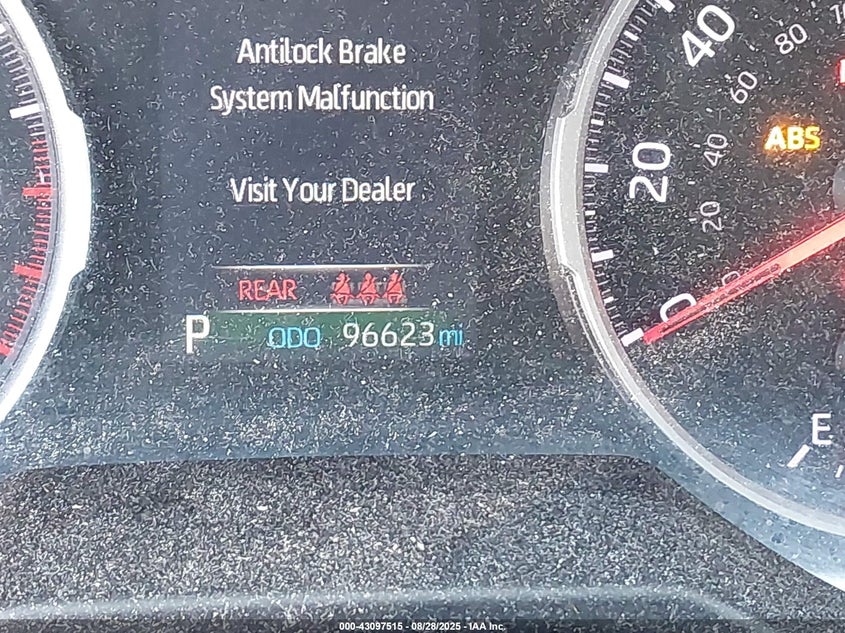 Antilock Brake
System Malfunction
Visit Your Dealer
REAR
P ODO 96623 mi
40
20
0
80
60
40
20
ABS
E
000-43097515 - 08/28/2025 - IAA Inc.